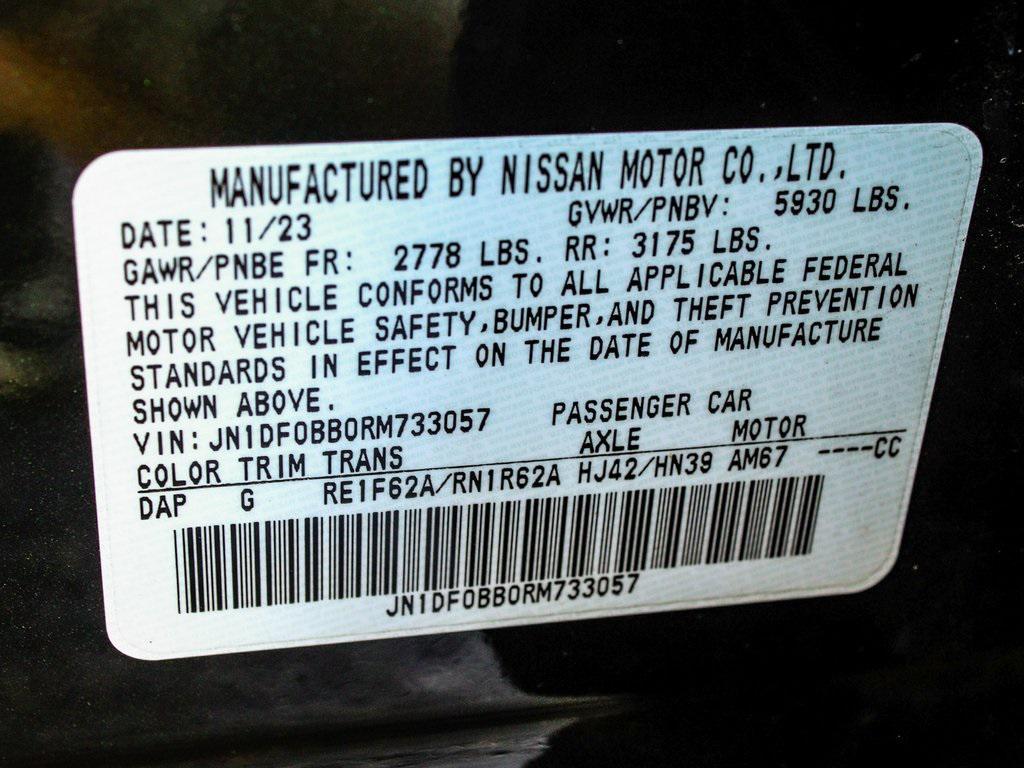 MANUFACTURED BY NISSAN MOTOR CO.,LTD.
DATE: 11/23 GVWR/PNBV: 5930 LBS.
GAWR/PNBE FR: 2778 LBS. RR: 3175 LBS.
THIS VEHICLE CONFORMS TO ALL APPLICABLE FEDERAL
MOTOR VEHICLE SAFETY,BUMPER,AND THEFT PREVENTION
STANDARDS IN EFFECT ON THE DATE OF MANUFACTURE
SHOWN ABOVE.
VIN: JN1DF0BB0RM733057 PASSENGER CAR
COLOR TRIM TRANS AXLE MOTOR
DAP G RE1F62A/RN1R62A HJ42/HN39 AM67 ----CC
JN1DF0BB0RM733057